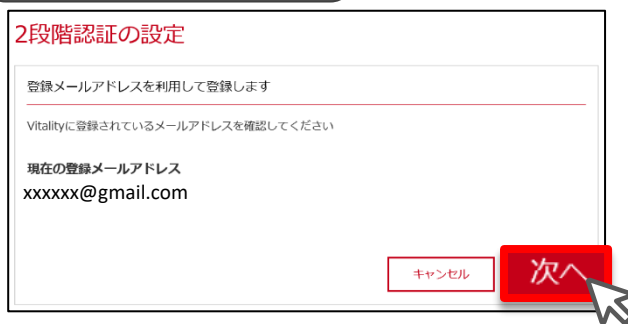 2段階認証の設定
登録メールアドレスを利用して登録します
Vitalityに登録されているメールアドレスを確認してください
現在の登録メールアドレス
xxxxxx@gmail.com
キャンセル
次へ